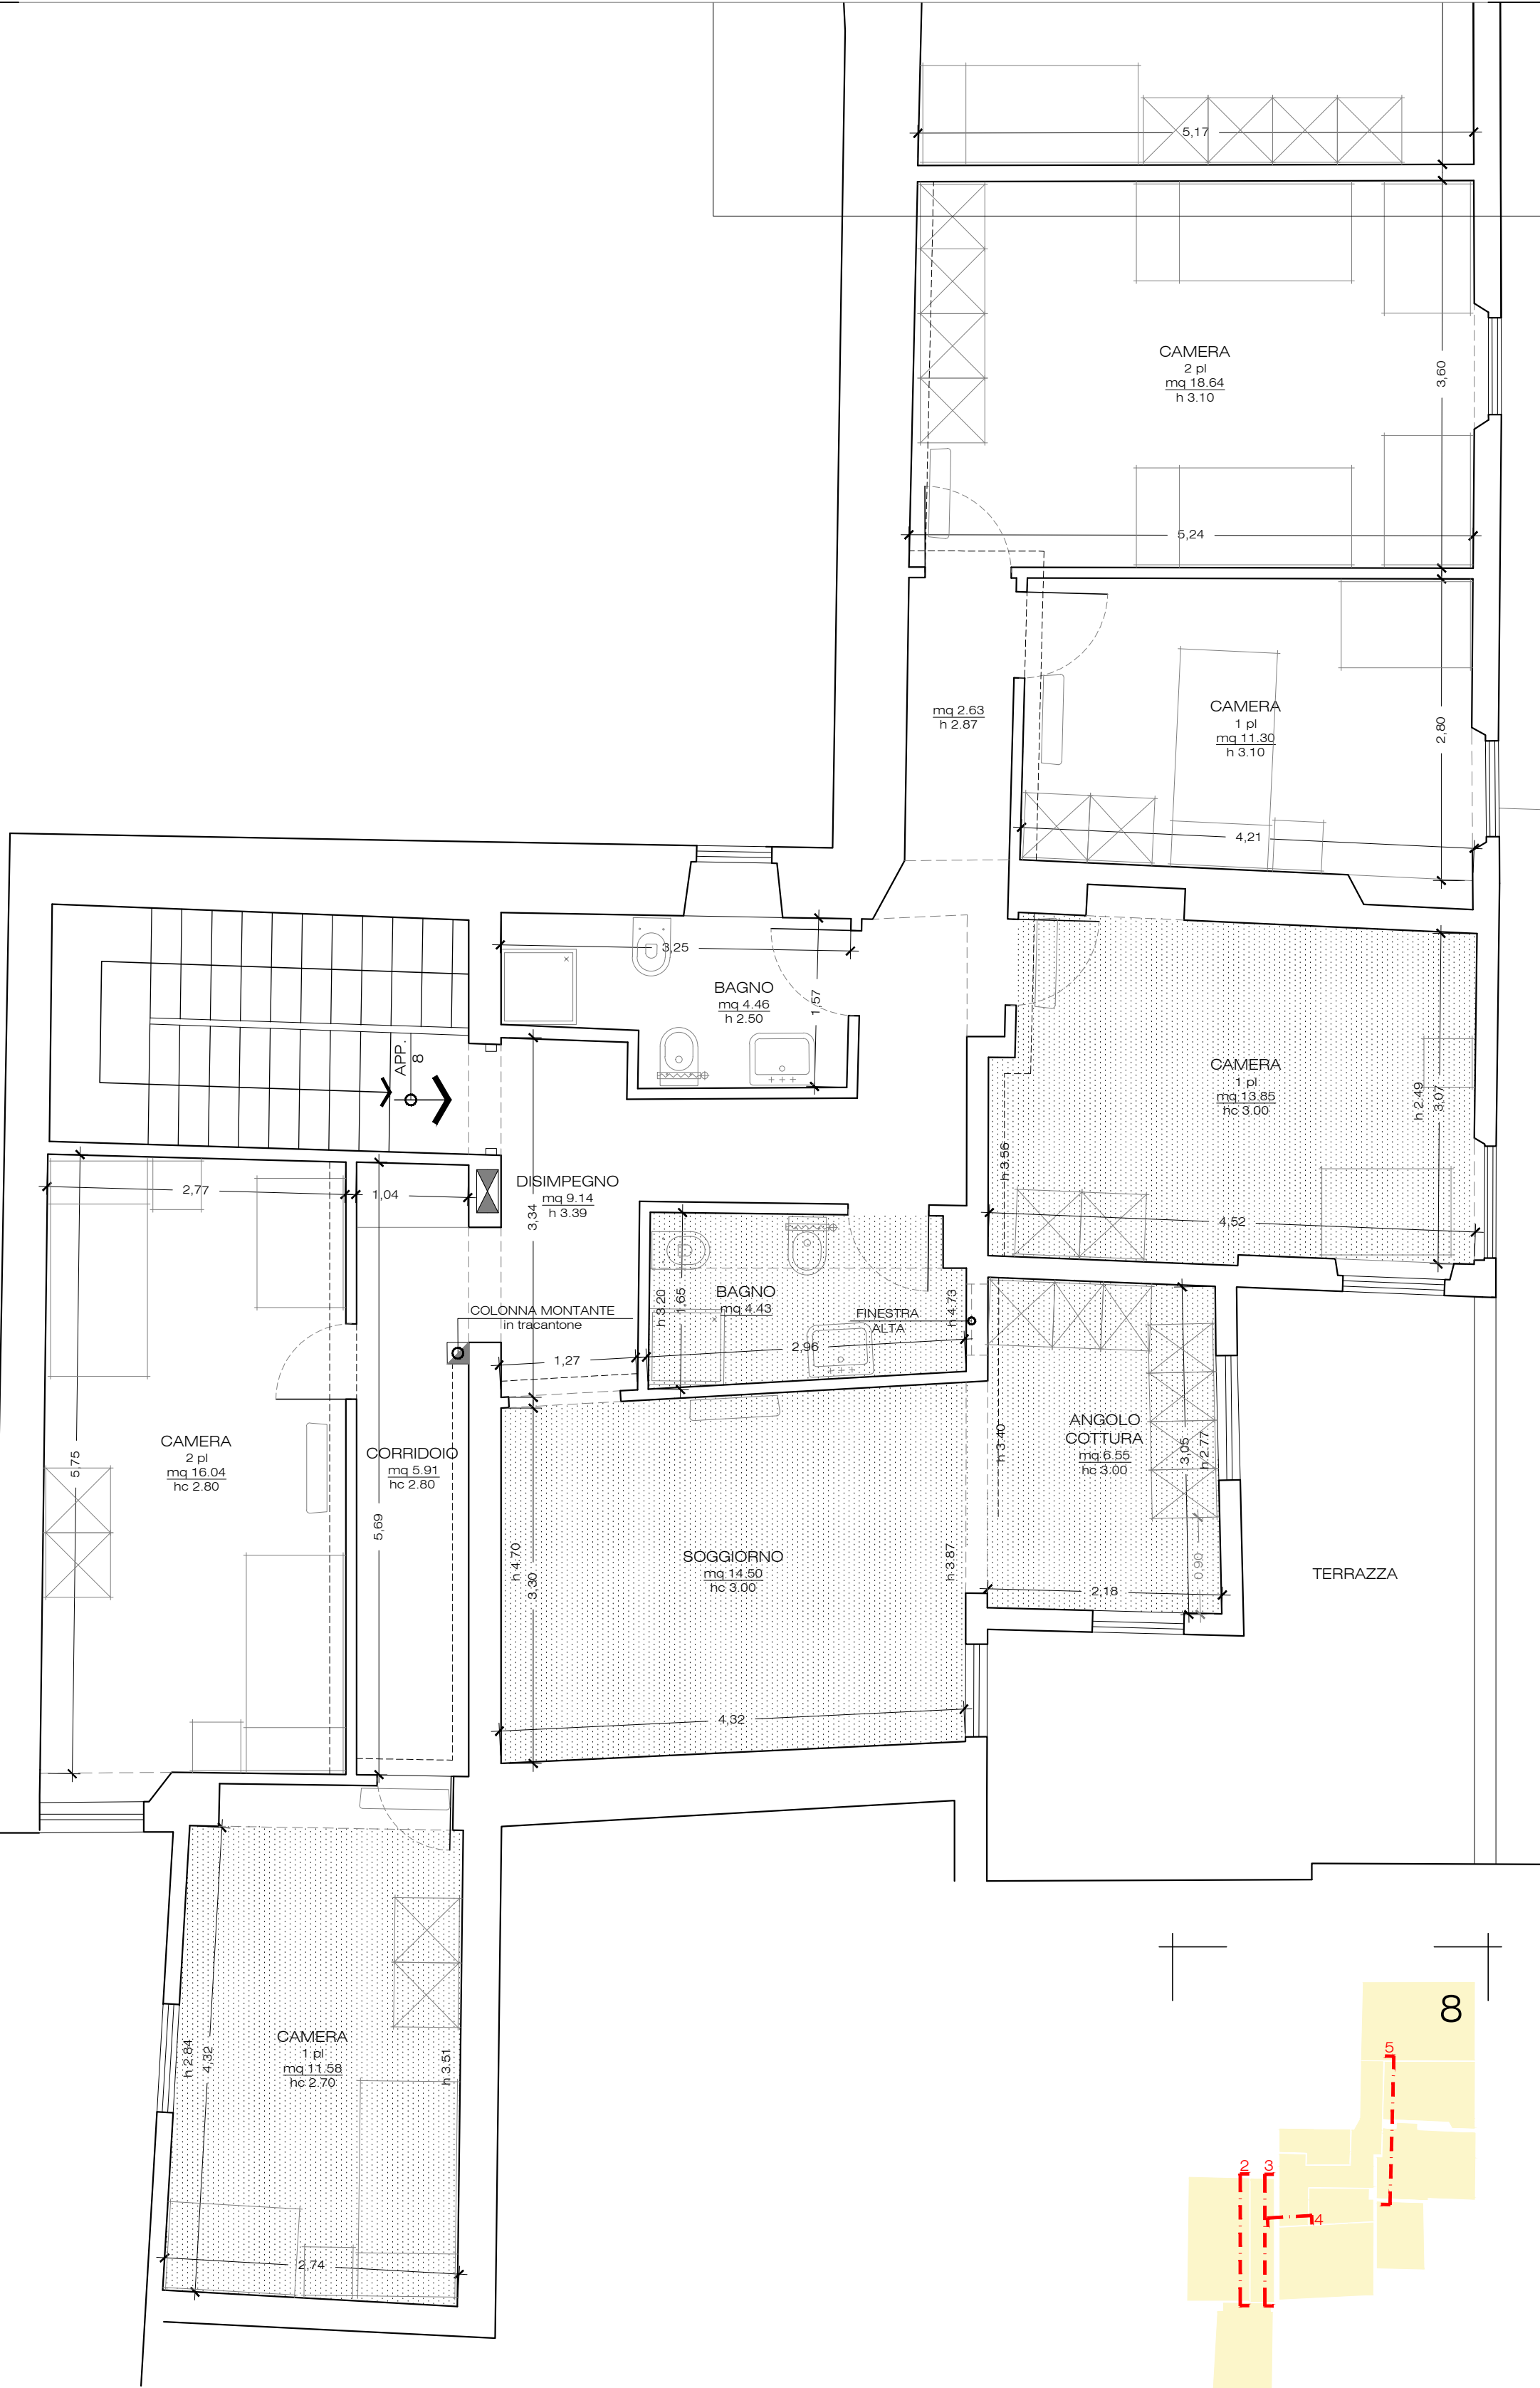 5,17
CAMERA
2 pl
mq 18.64
h 3.10
3,60
5,24
CAMERA
1 pl
mq 11.30
h 3.10
2,80
mq 2.63
h 2.87
4,21
3,25
BAGNO
mq 4.46
h 2.50
1,57
APP.
8
CAMERA
1 pl
mq 13.85
hc 3.00
h 2.49
3,07
h 3.56
4,52
2,77
1,04
DISIMPEGNO
mq 9.14
h 3.39
3,34
COLONNA MONTANTE
in tracantone
BAGNO
mq 4.43
h 3.20
1,65
FINESTRA
ALTA
h 4.73
2,96
1,27
CAMERA
2 pl
mq 16.04
hc 2.80
5,75
CORRIDOIO
mq 5.91
hc 2.80
5,69
ANGOLO
COTTURA
mq 6.55
hc 3.00
h 3.40
3,05
h 2.77
0,90
2,18
SOGGIORNO
mq 14.50
hc 3.00
h 4.70
3,30
h 3.87
4,32
TERRAZZA
CAMERA
1 pl
mq 11.58
hc 2.70
h 2.84
4,32
h 3.51
2,74
8
5
2
3
4